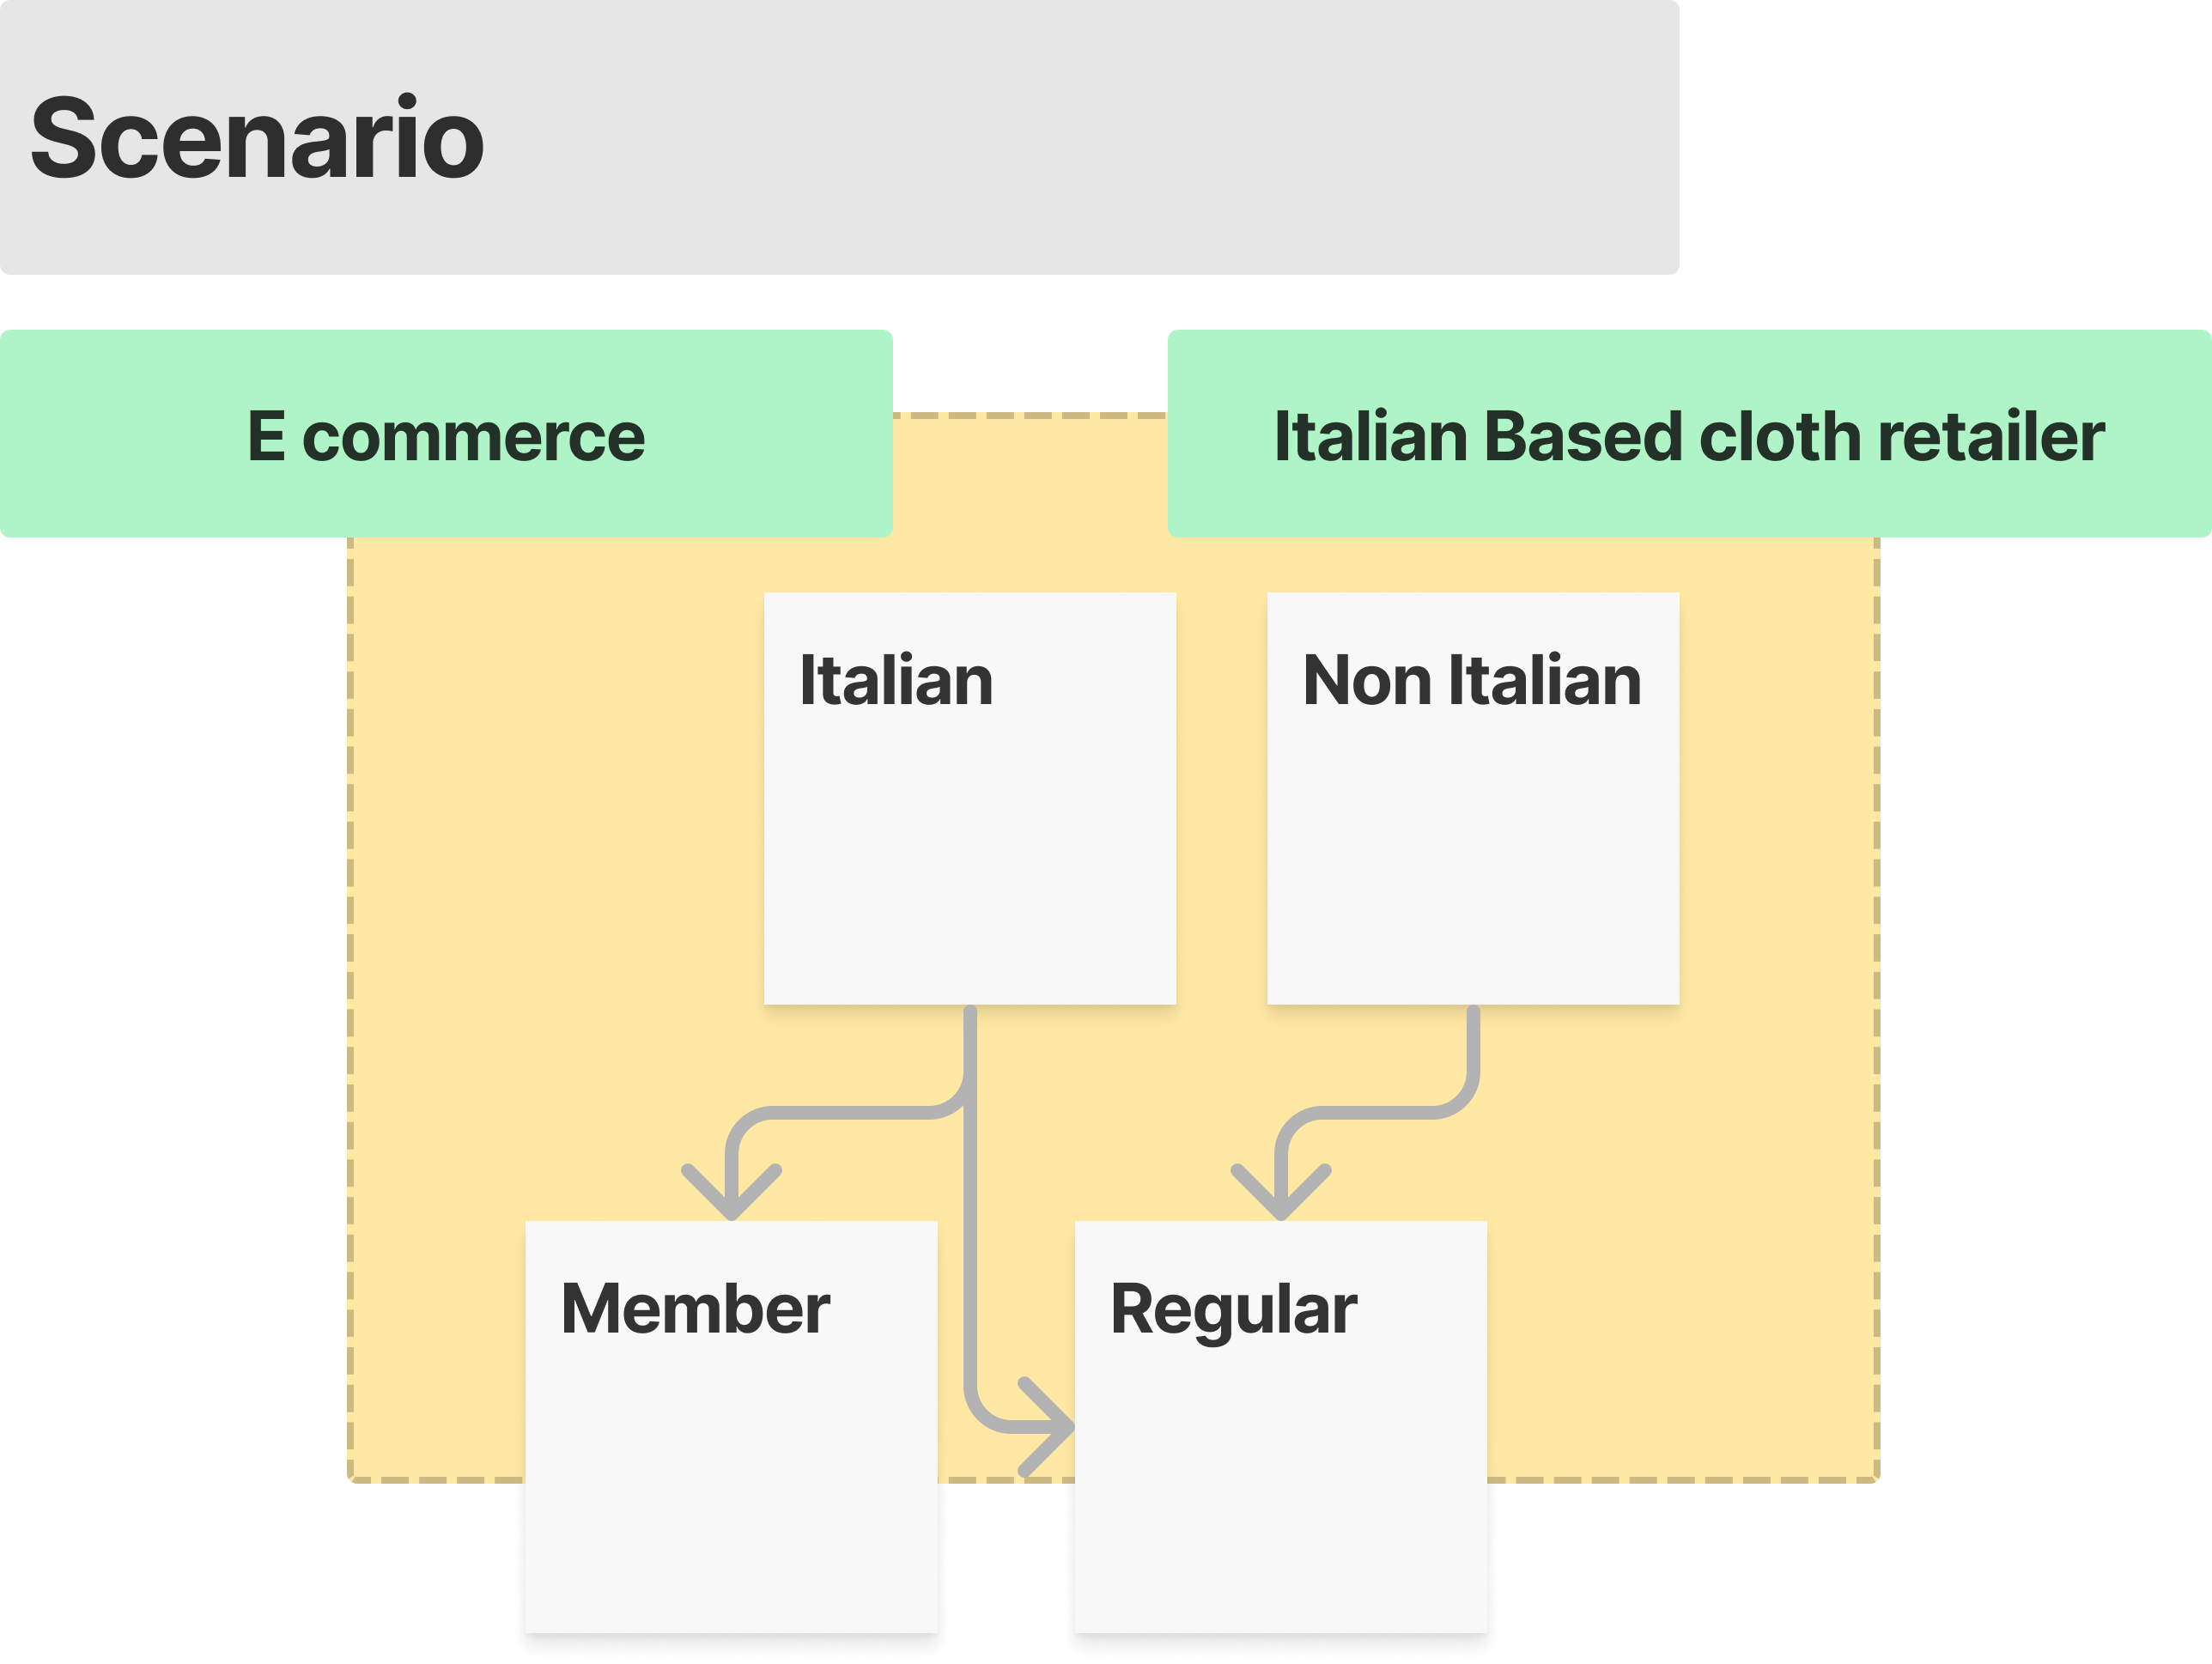 Scenario
E commerce
Italian Based cloth retailer
Italian
Non Italian
Member
Regular